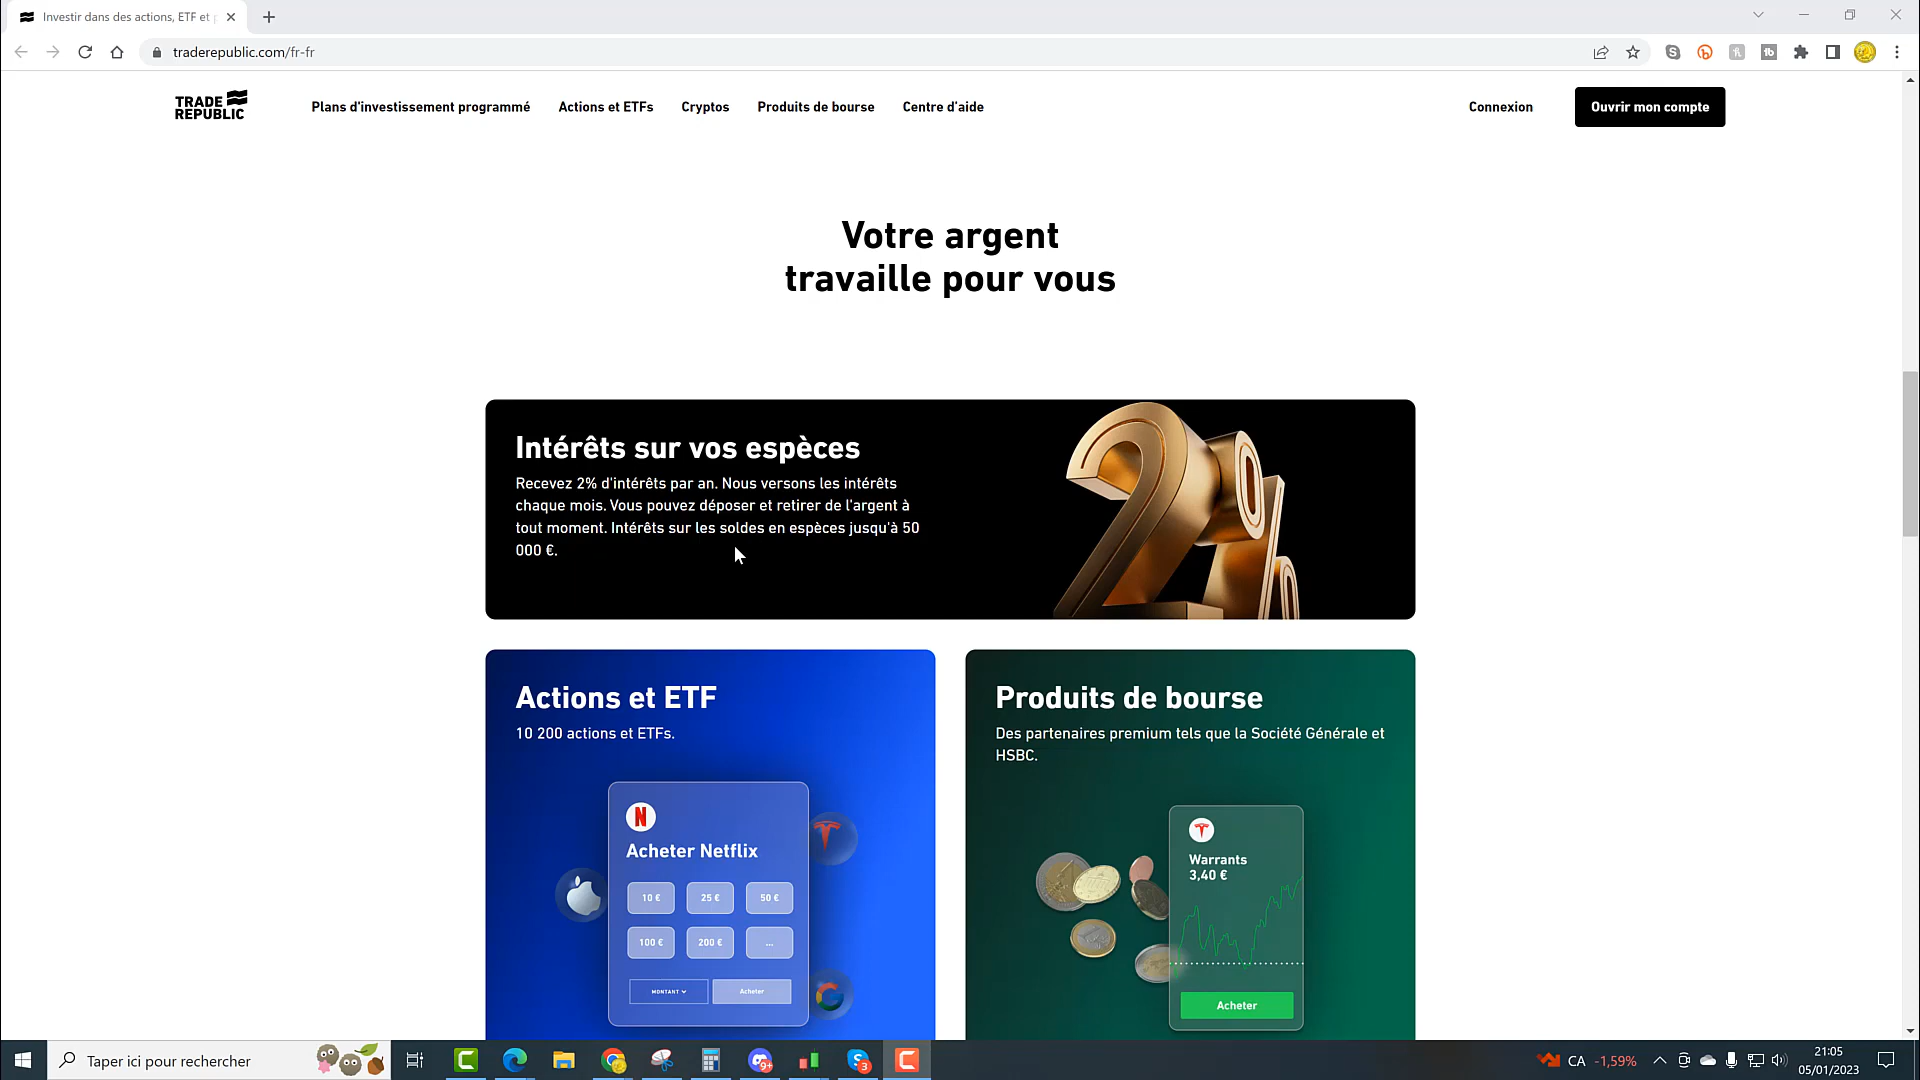 Investir dans des actions, ETF et p
traderepublic.com/fr-fr
TRADE
REPUBLIC
Plans d'investissement programmé
Actions et ETFs
Cryptos
Produits de bourse
Centre d'aide
Connexion
Ouvrir mon compte
Votre argent
travaille pour vous
Intérêts sur vos espèces
Recevez 2% d'intérêts par an. Nous versons les intérêts
chaque mois. Vous pouvez déposer et retirer de l'argent à
tout moment. Intérêts sur les soldes en espèces jusqu'à 50
000 €.
2%
Actions et ETF
10 200 actions et ETFs.
Acheter Netflix
10 €
25 €
50 €
100 €
200 €
...
MONTANT
Acheter
Produits de bourse
Des partenaires premium tels que la Société Générale et
HSBC.
Warrants
3,40 €
Acheter
Taper ici pour rechercher
9+
3
CA -1,59%
21:05
05/01/2023